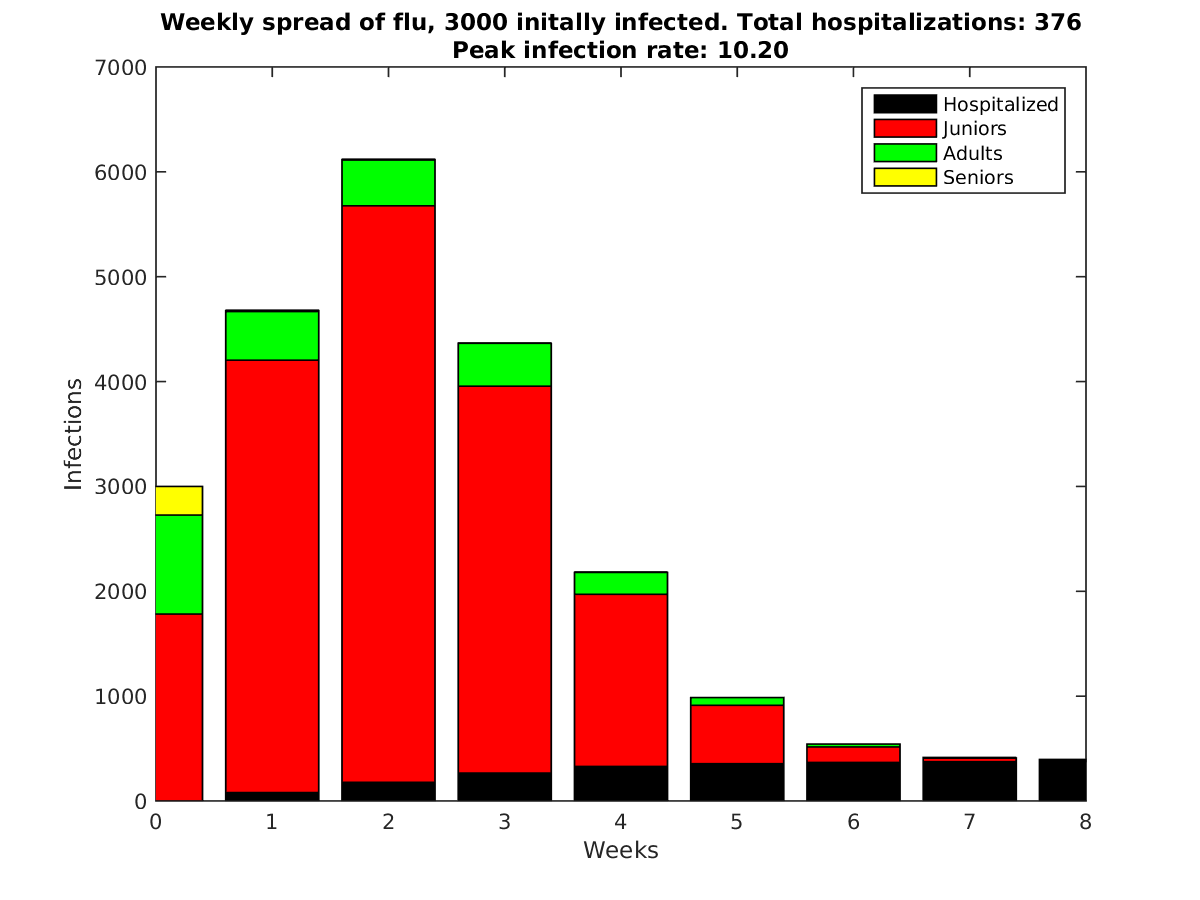 Weekly spread of flu, 3000 initally infected. Total hospitalizations: 376
Peak infection rate: 10.20
7000
6000
5000
4000
3000
2000
1000
0
Infections
Hospitalized
Juniors
Adults
Seniors
0 1 2 3 4 5 6 7 8
Weeks